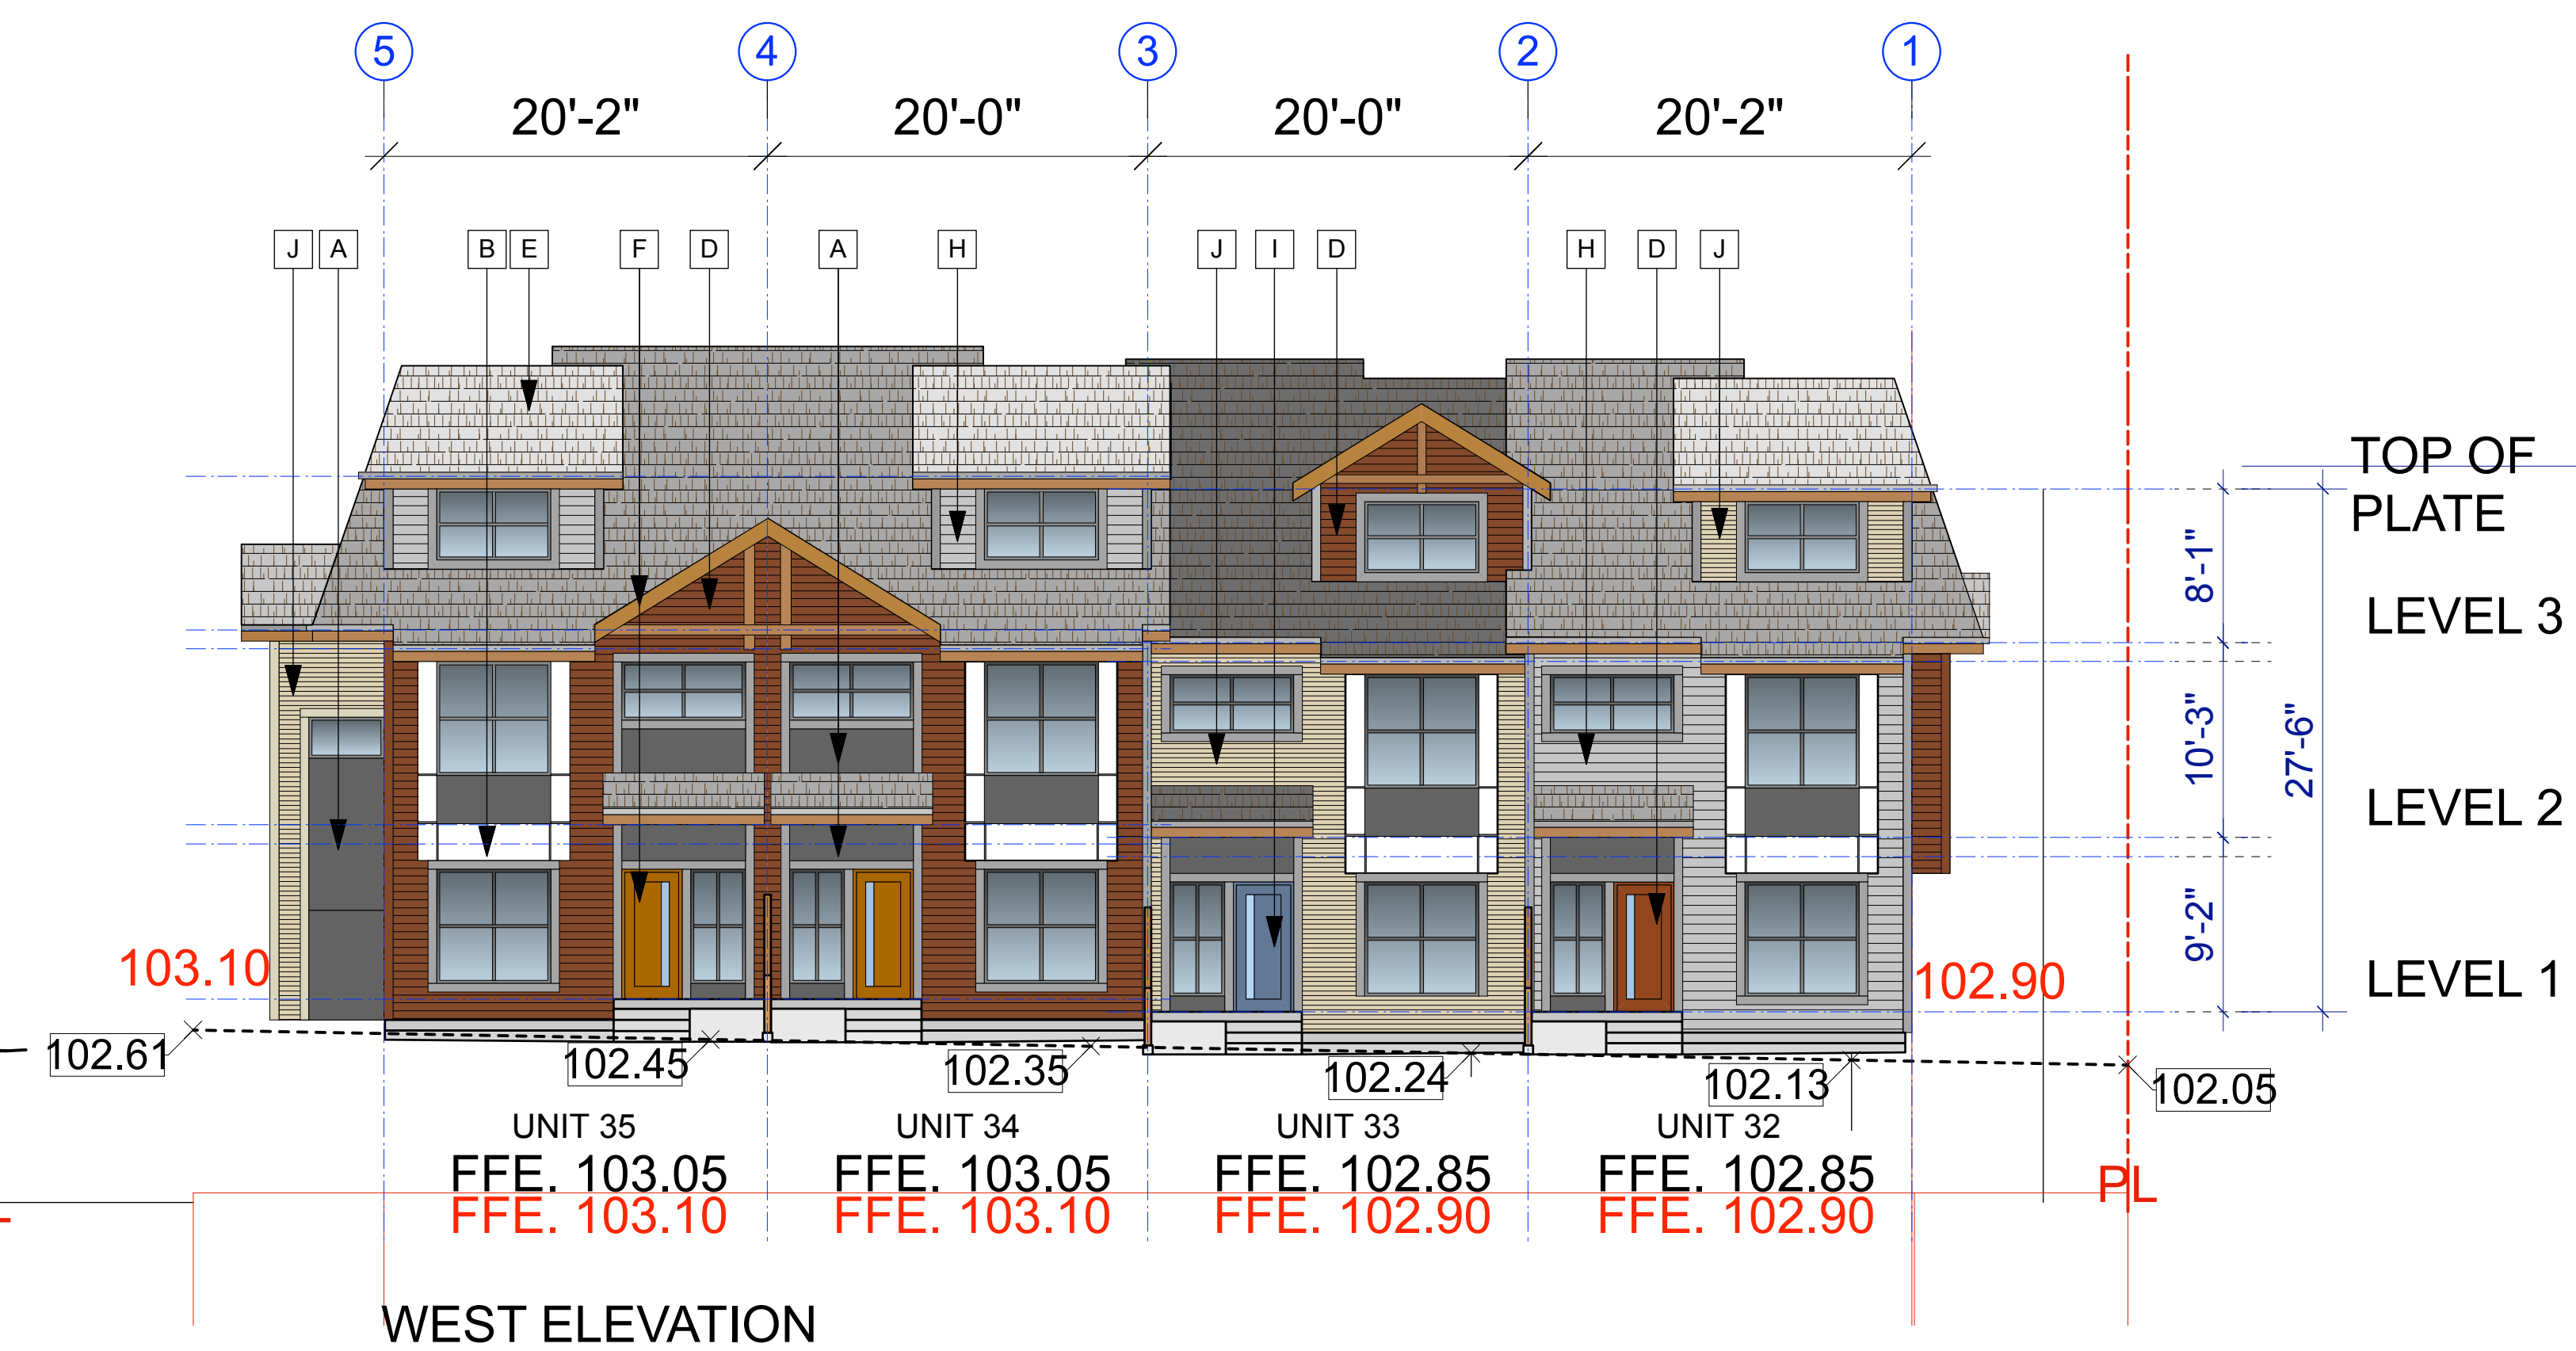 5 4 3 2 1
20'-2" 20'-0" 20'-0" 20'-2"
J A B E F D A H J I D H D J
TOP OF
PLATE
8'-1"
LEVEL 3
10'-3"
27'-6"
LEVEL 2
9'-2"
LEVEL 1
103.10
102.90
102.61
102.45
102.35
102.24
102.13
102.05
UNIT 35 UNIT 34 UNIT 33 UNIT 32
FFE. 103.05 FFE. 103.05 FFE. 102.85 FFE. 102.85
FFE. 103.10 FFE. 103.10 FFE. 102.90 FFE. 102.90
PL
WEST ELEVATION